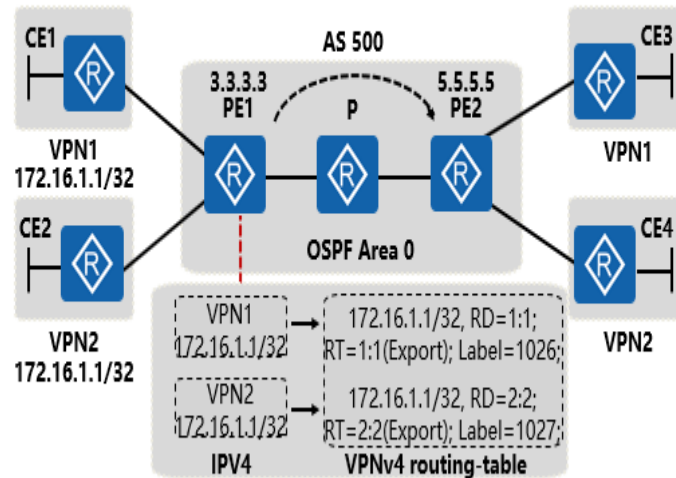 CE1
R
VPN1
172.16.1.1/32
CE2
R
VPN2
172.16.1.1/32
AS 500
3.3.3.3
PE1
R
P
R
5.5.5.5
PE2
R
OSPF Area 0
CE3
R
VPN1
CE4
R
VPN2
VPN1
172.16.1.1/32
172.16.1.1/32, RD=1:1;
RT=1:1(Export); Label=1026;
VPN2
172.16.1.1/32
172.16.1.1/32, RD=2:2;
RT=2:2(Export); Label=1027;
IPV4
VPNv4 routing-table